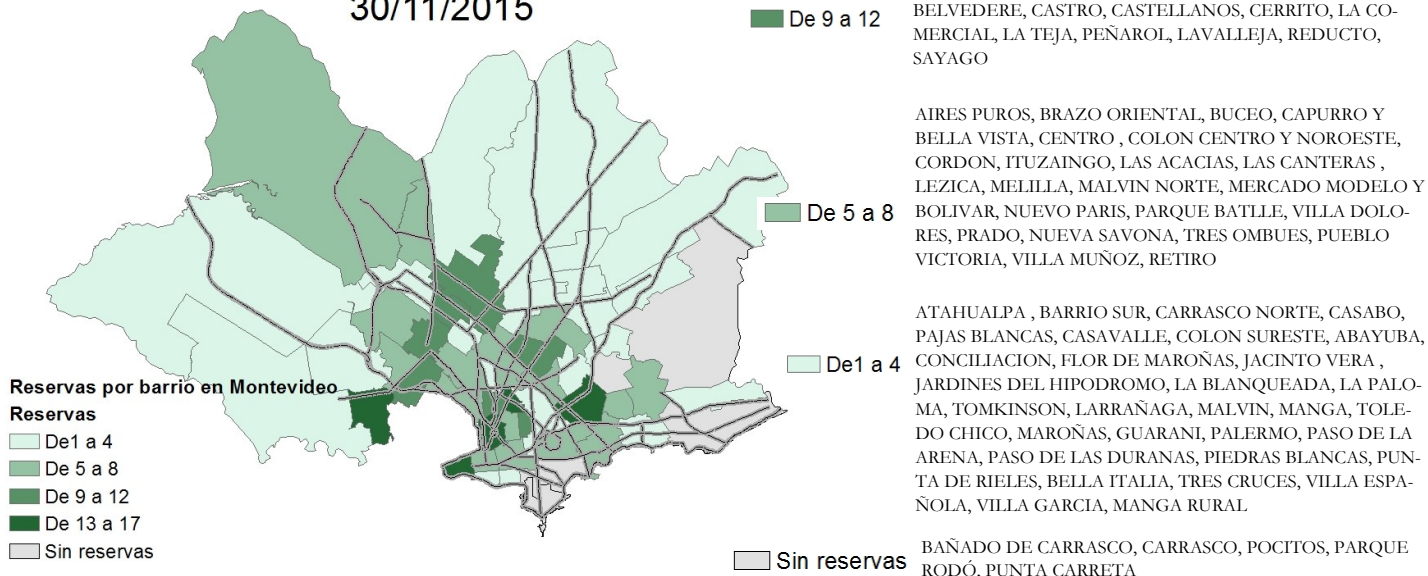 30/11/2015
De 9 a 12
BELVEDERE, CASTRO, CASTELLANOS, CERRITO, LA CO-
MERCIAL, LA TEJA, PEÑAROL, LAVALLEJA, REDUCTO,
SAYAGO
De 5 a 8
AIRES PUROS, BRAZO ORIENTAL, BUCEO, CAPURRO Y
BELLA VISTA, CENTRO , COLON CENTRO Y NOROESTE,
CORDON, ITUZAINGO, LAS ACACIAS, LAS CANTERAS ,
LEZICA, MELILLA, MALVIN NORTE, MERCADO MODELO Y
BOLIVAR, NUEVO PARIS, PARQUE BATLLE, VILLA DOLO-
RES, PRADO, NUEVA SAVONA, TRES OMBUES, PUEBLO
VICTORIA, VILLA MUÑOZ, RETIRO
De1 a 4
ATAHUALPA , BARRIO SUR, CARRASCO NORTE, CASABO,
PAJAS BLANCAS, CASAVALLE, COLON SURESTE, ABAYUBA,
CONCILIACION, FLOR DE MAROÑAS, JACINTO VERA ,
JARDINES DEL HIPODROMO, LA BLANQUEADA, LA PALO-
MA, TOMKINSON, LARRAÑAGA, MALVIN, MANGA, TOLE-
DO CHICO, MAROÑAS, GUARANI, PALERMO, PASO DE LA
ARENA, PASO DE LAS DURANAS, PIEDRAS BLANCAS, PUN-
TA DE RIELES, BELLA ITALIA, TRES CRUCES, VILLA ESPA-
ÑOLA, VILLA GARCIA, MANGA RURAL
Sin reservas
BAÑADO DE CARRASCO, CARRASCO, POCITOS, PARQUE
RODÓ, PUNTA CARRETA
Reservas por barrio en Montevideo
Reservas
De1 a 4
De 5 a 8
De 9 a 12
De 13 a 17
Sin reservas